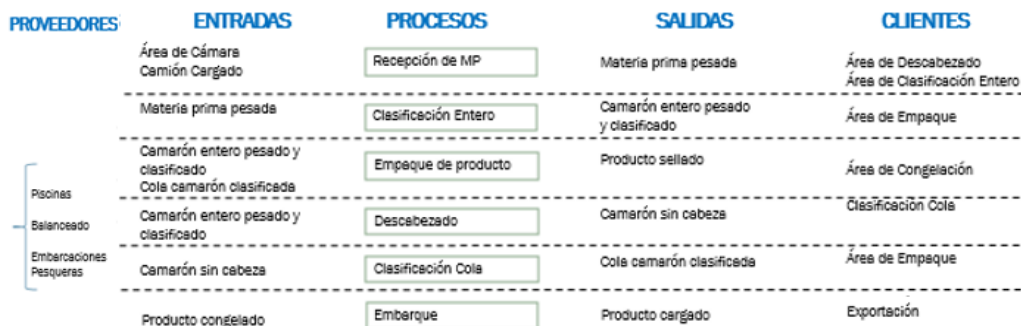 PROVEEDORES ENTRADAS PROCESOS SALIDAS CLIENTES
Área de Cámara
Camión Cargado
Recepción de MP
Materia prima pesada
Área de Descabezado
Área de Clasificación Entero
Materia prima pesada
Clasificación Entero
Camarón entero pesado
y clasificado
Área de Empaque
Camarón entero pesado y
clasificado
Cola camarón clasificada
Empaque de producto
Producto sellado
Área de Congelación
Piscinas
Balanceado
Embarcaciones
Pesqueras
Camarón entero pesado y
clasificado
Descabezado
Camarón sin cabeza
Clasificación Cola
Camarón sin cabeza
Clasificación Cola
Cola camarón clasificada
Área de Empaque
Producto congelado
Embarque
Producto cargado
Exportación